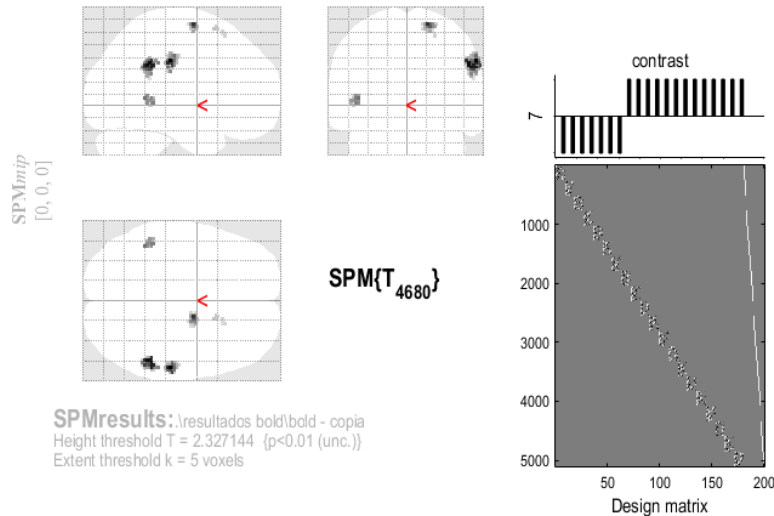 contrast
7
SPMmip
[0, 0, 0]
<
<
<
SPM{T4680}
1000
2000
3000
4000
5000
50 100 150 200
Design matrix
SPMresults: .\resultados bold\bold - copia
Height threshold T = 2.327144 {p<0.01 (unc.)}
Extent threshold k = 5 voxels